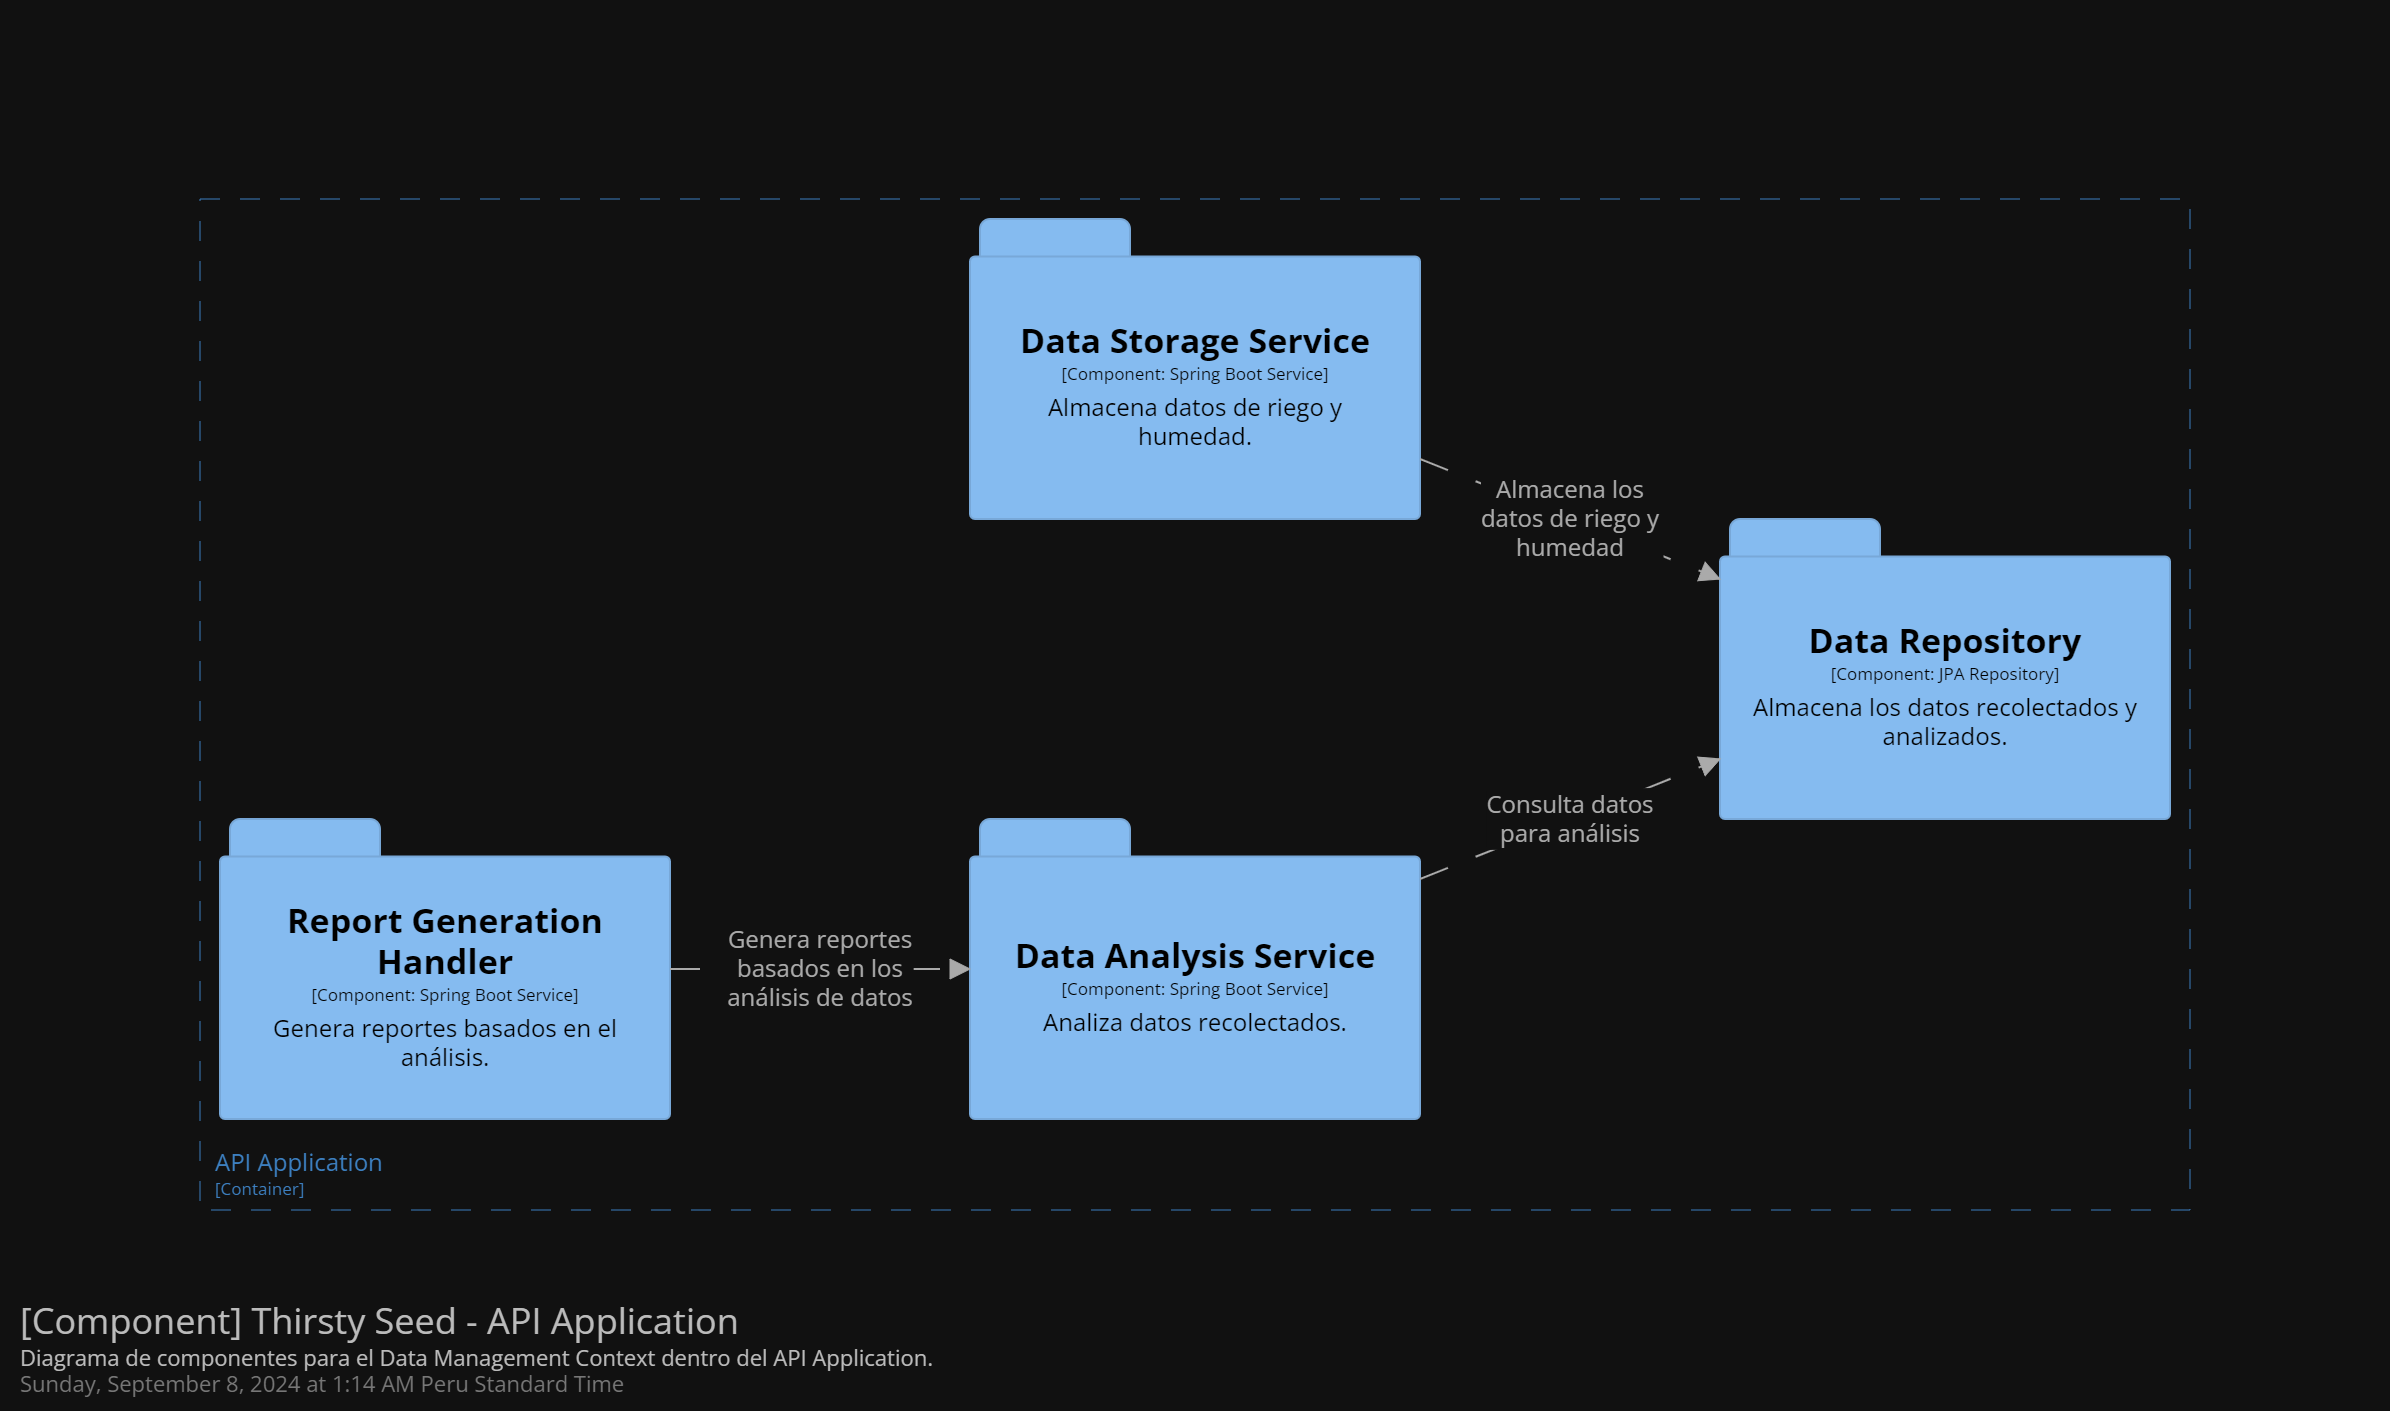 Data Storage Service
[Component: Spring Boot Service]
Almacena datos de riego y
humedad.
Almacena los
datos de riego y
humedad
Data Repository
[Component: JPA Repository]
Almacena los datos recolectados y
analizados.
Consulta datos
para análisis
Report Generation
Handler
[Component: Spring Boot Service]
Genera reportes basados en el
análisis.
Genera reportes
basados en los
análisis de datos
Data Analysis Service
[Component: Spring Boot Service]
Analiza datos recolectados.
API Application
[Container]
[Component] Thirsty Seed - API Application
Diagrama de componentes para el Data Management Context dentro del API Application.
Sunday, September 8, 2024 at 1:14 AM Peru Standard Time